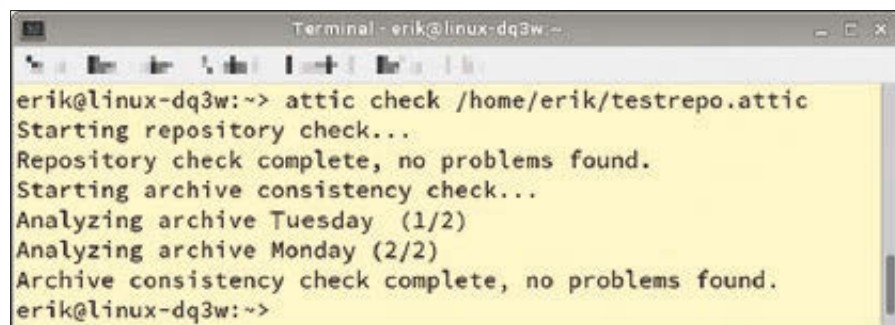 Terminal - erik@linux-dq3w:~
erik@linux-dq3w:~> attic check /home/erik/testrepo.attic
Starting repository check...
Repository check complete, no problems found.
Starting archive consistency check...
Analyzing archive Tuesday (1/2)
Analyzing archive Monday (2/2)
Archive consistency check complete, no problems found.
erik@linux-dq3w:~>